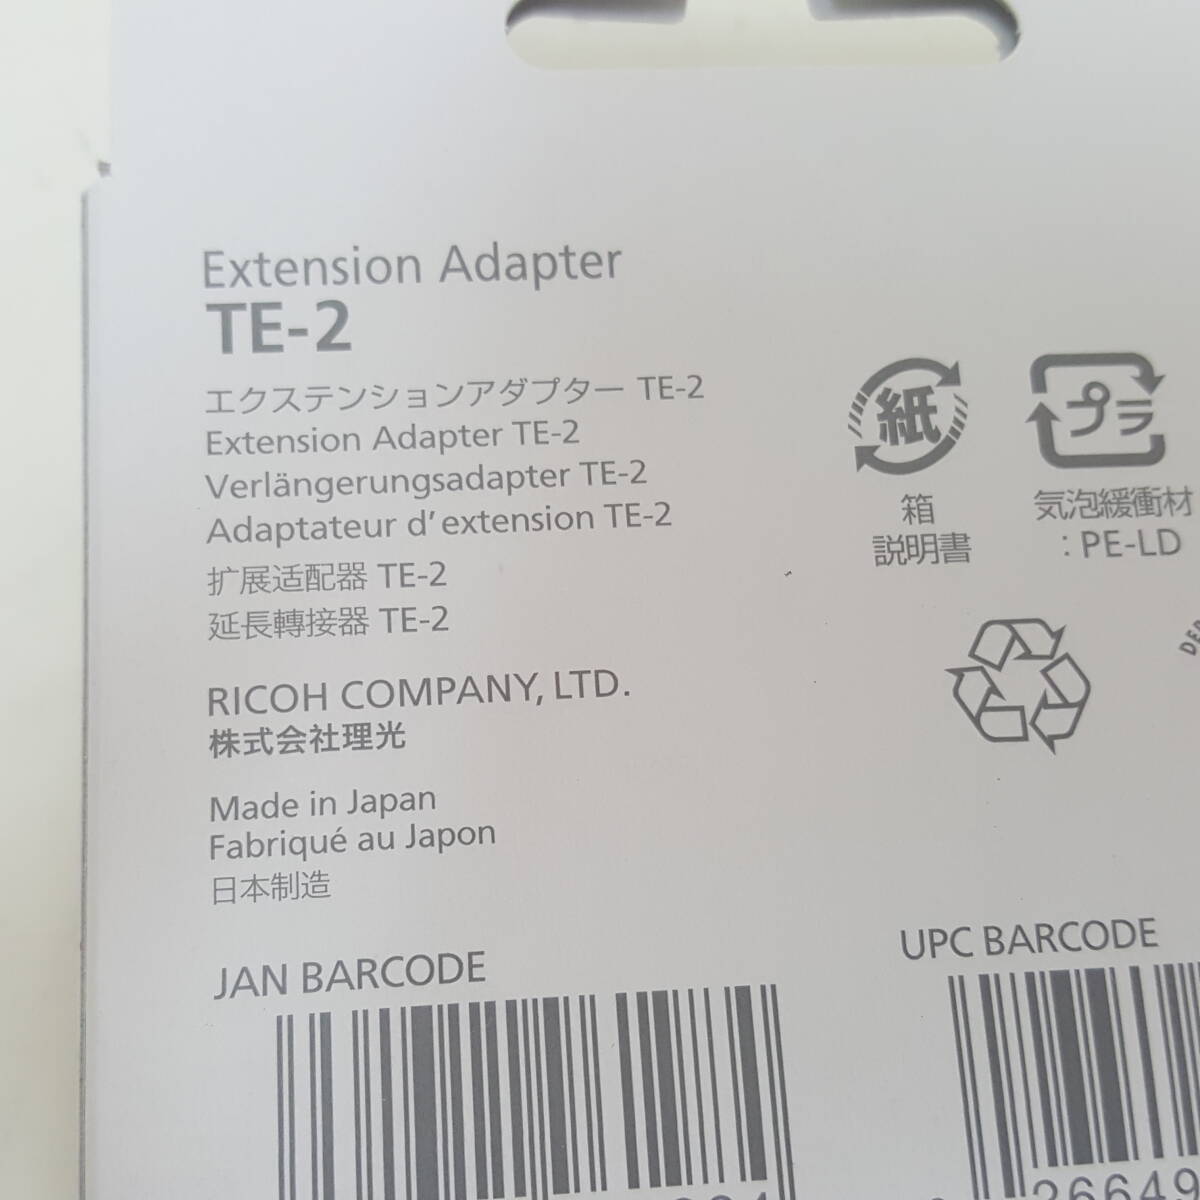 Extension Adapter
TE-2
エクステンションアダプター TE-2
Extension Adapter TE-2
Verlängerungsadapter TE-2
Adaptateur d'extension TE-2
扩展适配器 TE-2
延長轉接器 TE-2
RICOH COMPANY, LTD.
株式会社理光
Made in Japan
Fabriqué au Japon
日本制造
紙
箱
説明書
プラ
気泡緩衝材
: PE-LD
JAN BARCODE
UPC BARCODE
26649